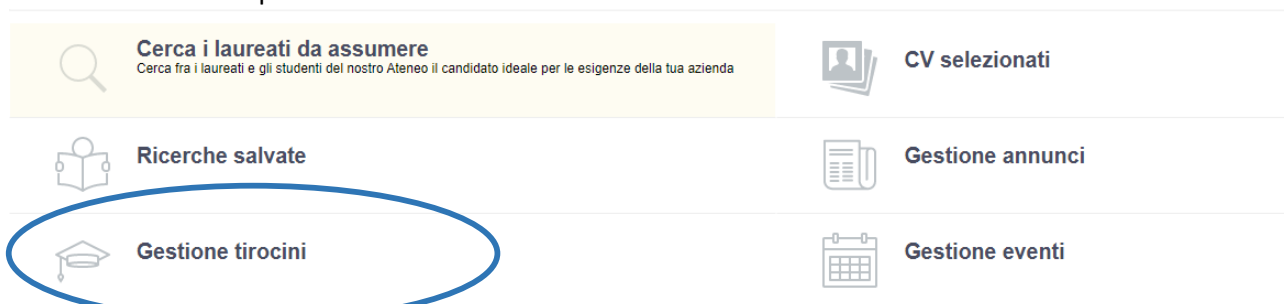 Cerca i laureati da assumere
Cerca fra i laureati e gli studenti del nostro Ateneo il candidato ideale per le esigenze della tua azienda
CV selezionati
Ricerche salvate
Gestione annunci
Gestione tirocini
Gestione eventi